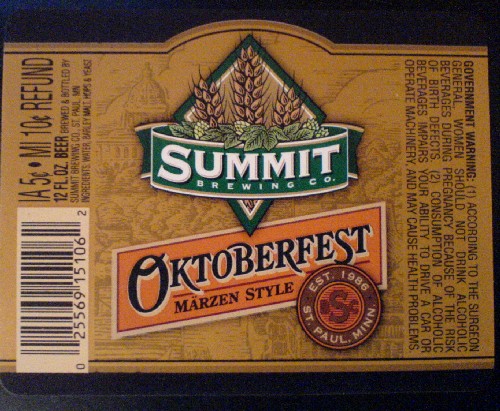 IA 5¢ • MI 10¢ REFUND
12 FL.OZ. BEER BREWED & BOTTLED BY
SUMMIT BREWING CO. ST. PAUL, MN
INGREDIENTS: WATER, BARLEY MALT, HOPS & YEAST
0 25569 15106 2
SUMMIT
BREWING CO.
OKTOBERFEST
MÄRZEN STYLE
EST. 1986
SBC
ST. PAUL, MINN
GOVERNMENT WARNING: (1) ACCORDING TO THE SURGEON
GENERAL, WOMEN SHOULD NOT DRINK ALCOHOLIC
BEVERAGES DURING PREGNANCY BECAUSE OF THE RISK
OF BIRTH DEFECTS. (2) CONSUMPTION OF ALCOHOLIC
BEVERAGES IMPAIRS YOUR ABILITY TO DRIVE A CAR OR
OPERATE MACHINERY AND MAY CAUSE HEALTH PROBLEMS.